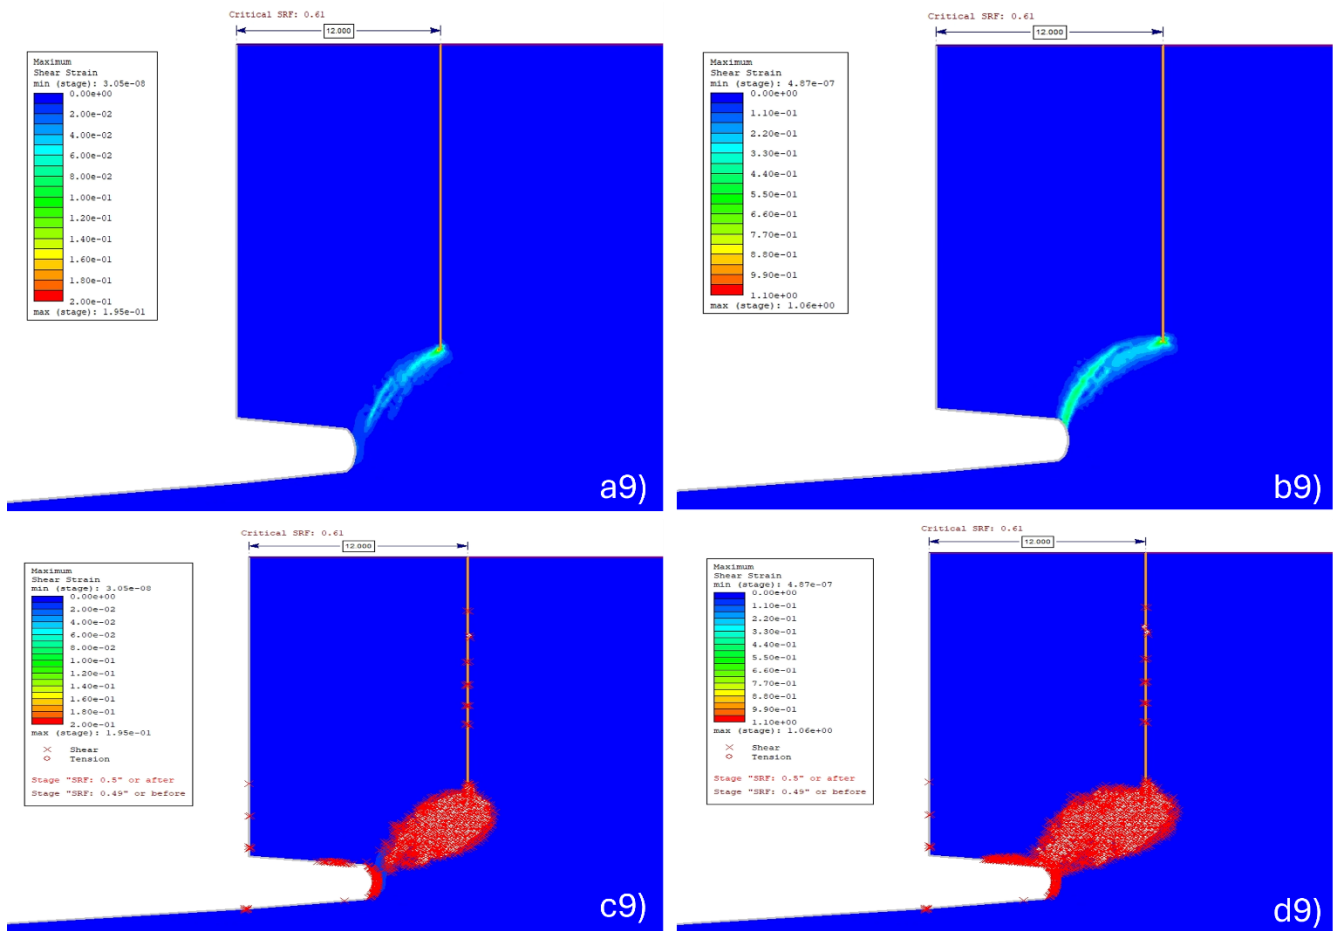 Critical SRF: 0.61
12.000
Maximum
Shear Strain
min (stage): 3.05e-08
0.00e+00
2.00e-02
4.00e-02
6.00e-02
8.00e-02
1.00e-01
1.20e-01
1.40e-01
1.60e-01
1.80e-01
2.00e-01
max (stage): 1.95e-01
a9)
Critical SRF: 0.61
12.000
Maximum
Shear Strain
min (stage): 4.87e-07
0.00e+00
1.10e-01
2.20e-01
3.30e-01
4.40e-01
5.50e-01
6.60e-01
7.70e-01
8.80e-01
9.90e-01
1.10e+00
max (stage): 1.06e+00
b9)
Critical SRF: 0.61
12.000
Maximum
Shear Strain
min (stage): 3.05e-08
0.00e+00
2.00e-02
4.00e-02
6.00e-02
8.00e-02
1.00e-01
1.20e-01
1.40e-01
1.60e-01
1.80e-01
2.00e-01
max (stage): 1.95e-01
Shear
Tension
Stage "SRF: 0.5" or after
Stage "SRF: 0.49" or before
c9)
Critical SRF: 0.61
12.000
Maximum
Shear Strain
min (stage): 4.87e-07
0.00e+00
1.10e-01
2.20e-01
3.30e-01
4.40e-01
5.50e-01
6.60e-01
7.70e-01
8.80e-01
9.90e-01
1.10e+00
max (stage): 1.06e+00
Shear
Tension
Stage "SRF: 0.5" or after
Stage "SRF: 0.49" or before
d9)